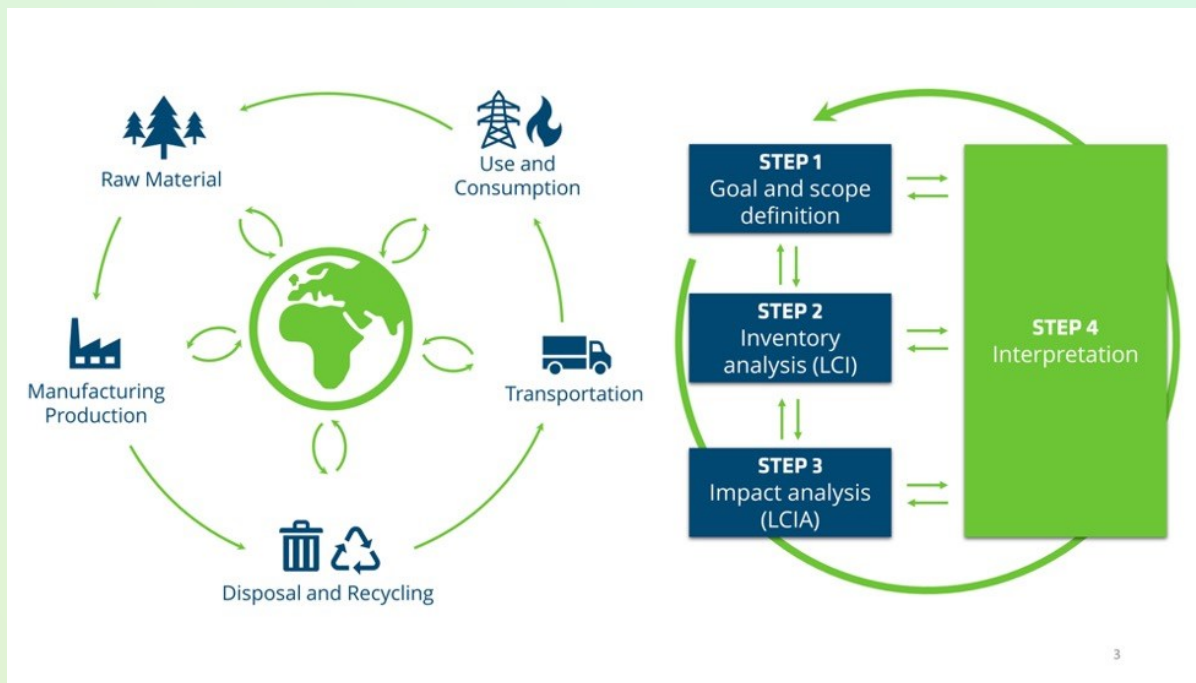 Raw Material
Use and
Consumption
Manufacturing
Production
Transportation
Disposal and Recycling
STEP 1
Goal and scope
definition
STEP 2
Inventory
analysis (LCI)
STEP 3
Impact analysis
(LCIA)
STEP 4
Interpretation
3